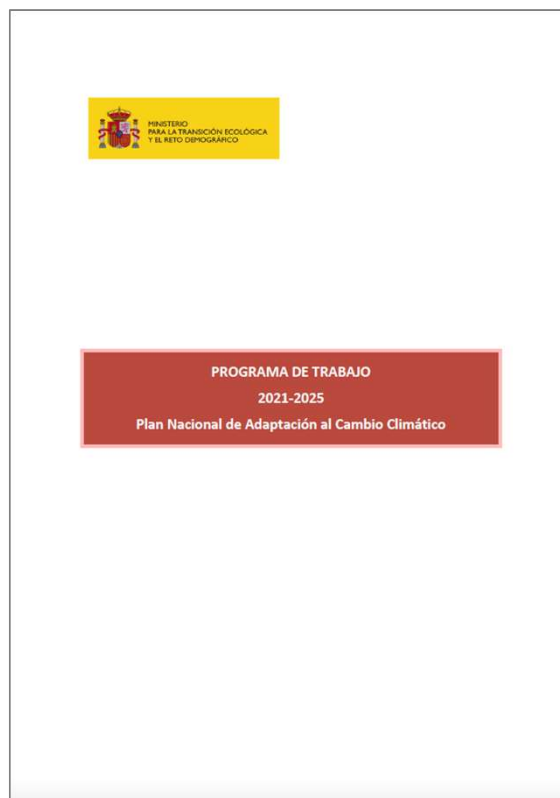 MINISTERIO
PARA LA TRANSICIÓN ECOLÓGICA
Y EL RETO DEMOGRÁFICO
PROGRAMA DE TRABAJO
2021-2025
Plan Nacional de Adaptación al Cambio Climático